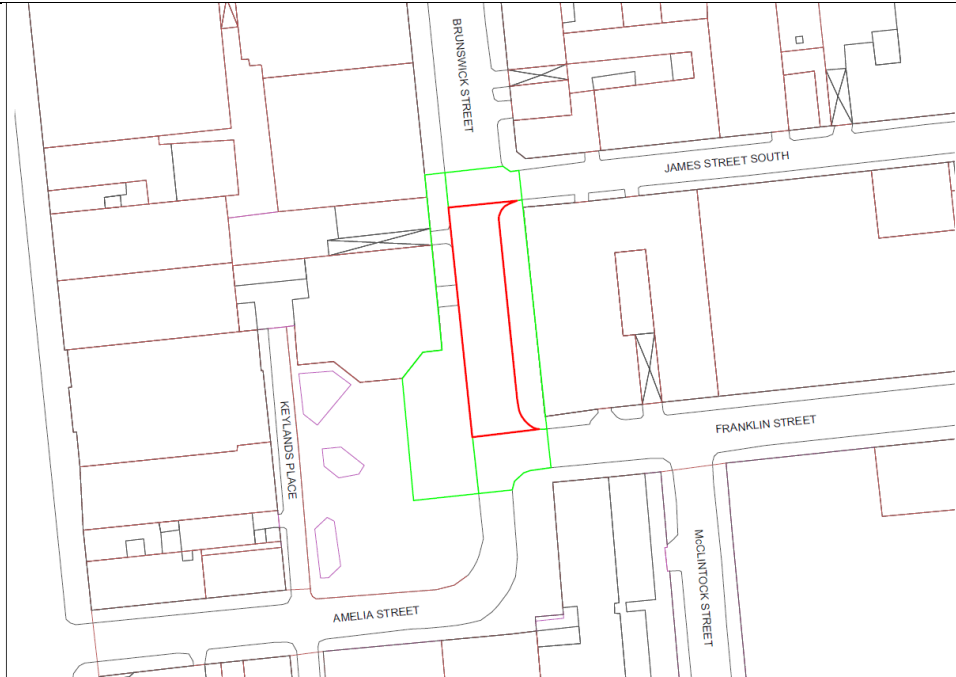 BRUNSWICK STREET
JAMES STREET SOUTH
KEYLANDS PLACE
FRANKLIN STREET
McCLINTOCK STREET
AMELIA STREET